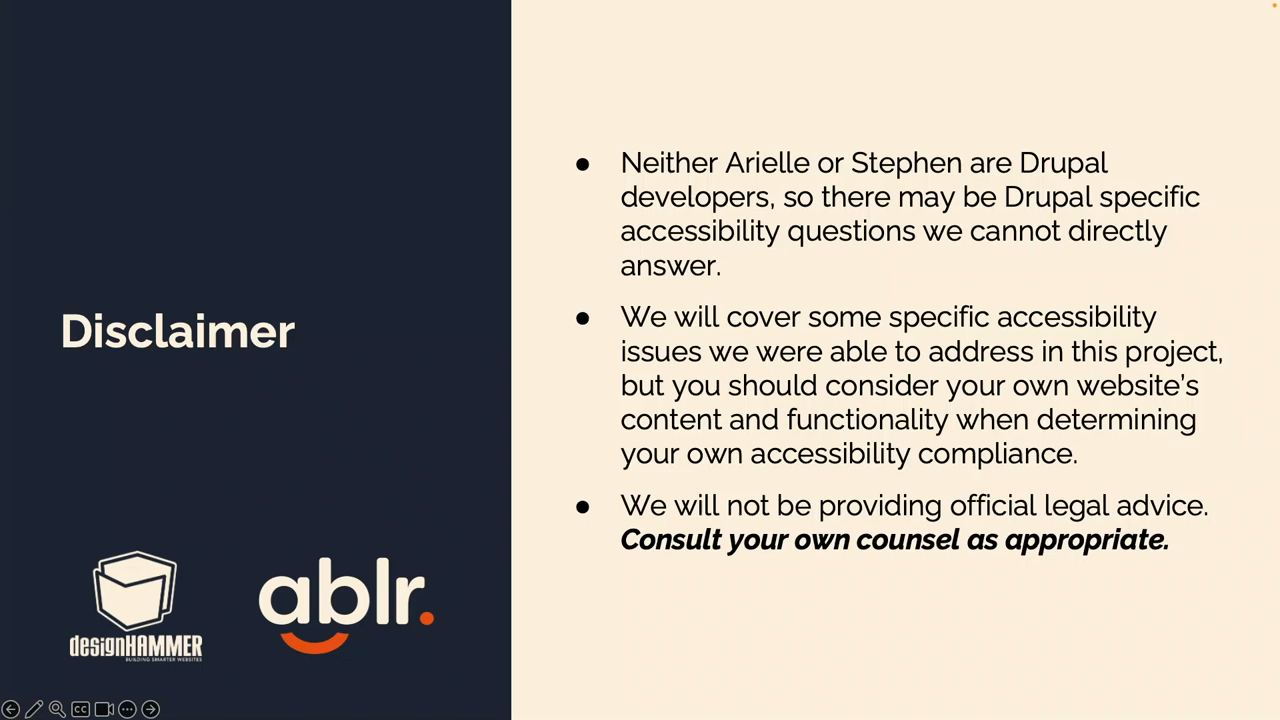 Disclaimer
● Neither Arielle or Stephen are Drupal
developers, so there may be Drupal specific
accessibility questions we cannot directly
answer.
● We will cover some specific accessibility
issues we were able to address in this project,
but you should consider your own website’s
content and functionality when determining
your own accessibility compliance.
● We will not be providing official legal advice.
Consult your own counsel as appropriate.
designHAMMER
BUILDING SMARTER WEBSITES
ablr.
CC